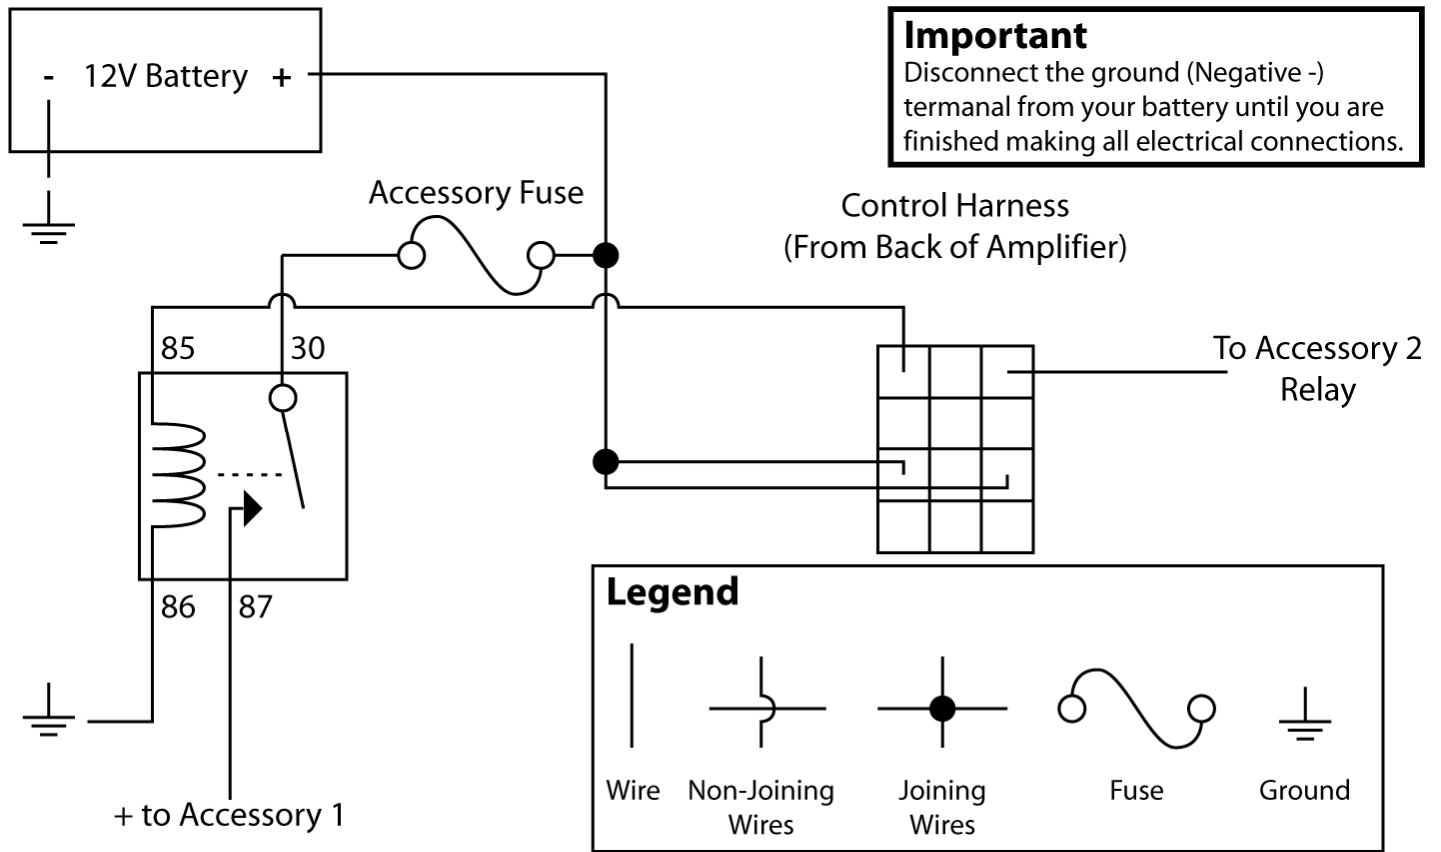 - 12V Battery +
Important
Disconnect the ground (Negative -)
termanal from your battery until you are
finished making all electrical connections.
Accessory Fuse
Control Harness
(From Back of Amplifier)
85
30
To Accessory 2
Relay
86
87
+ to Accessory 1
Legend
Wire
Non-Joining
Wires
Joining
Wires
Fuse
Ground